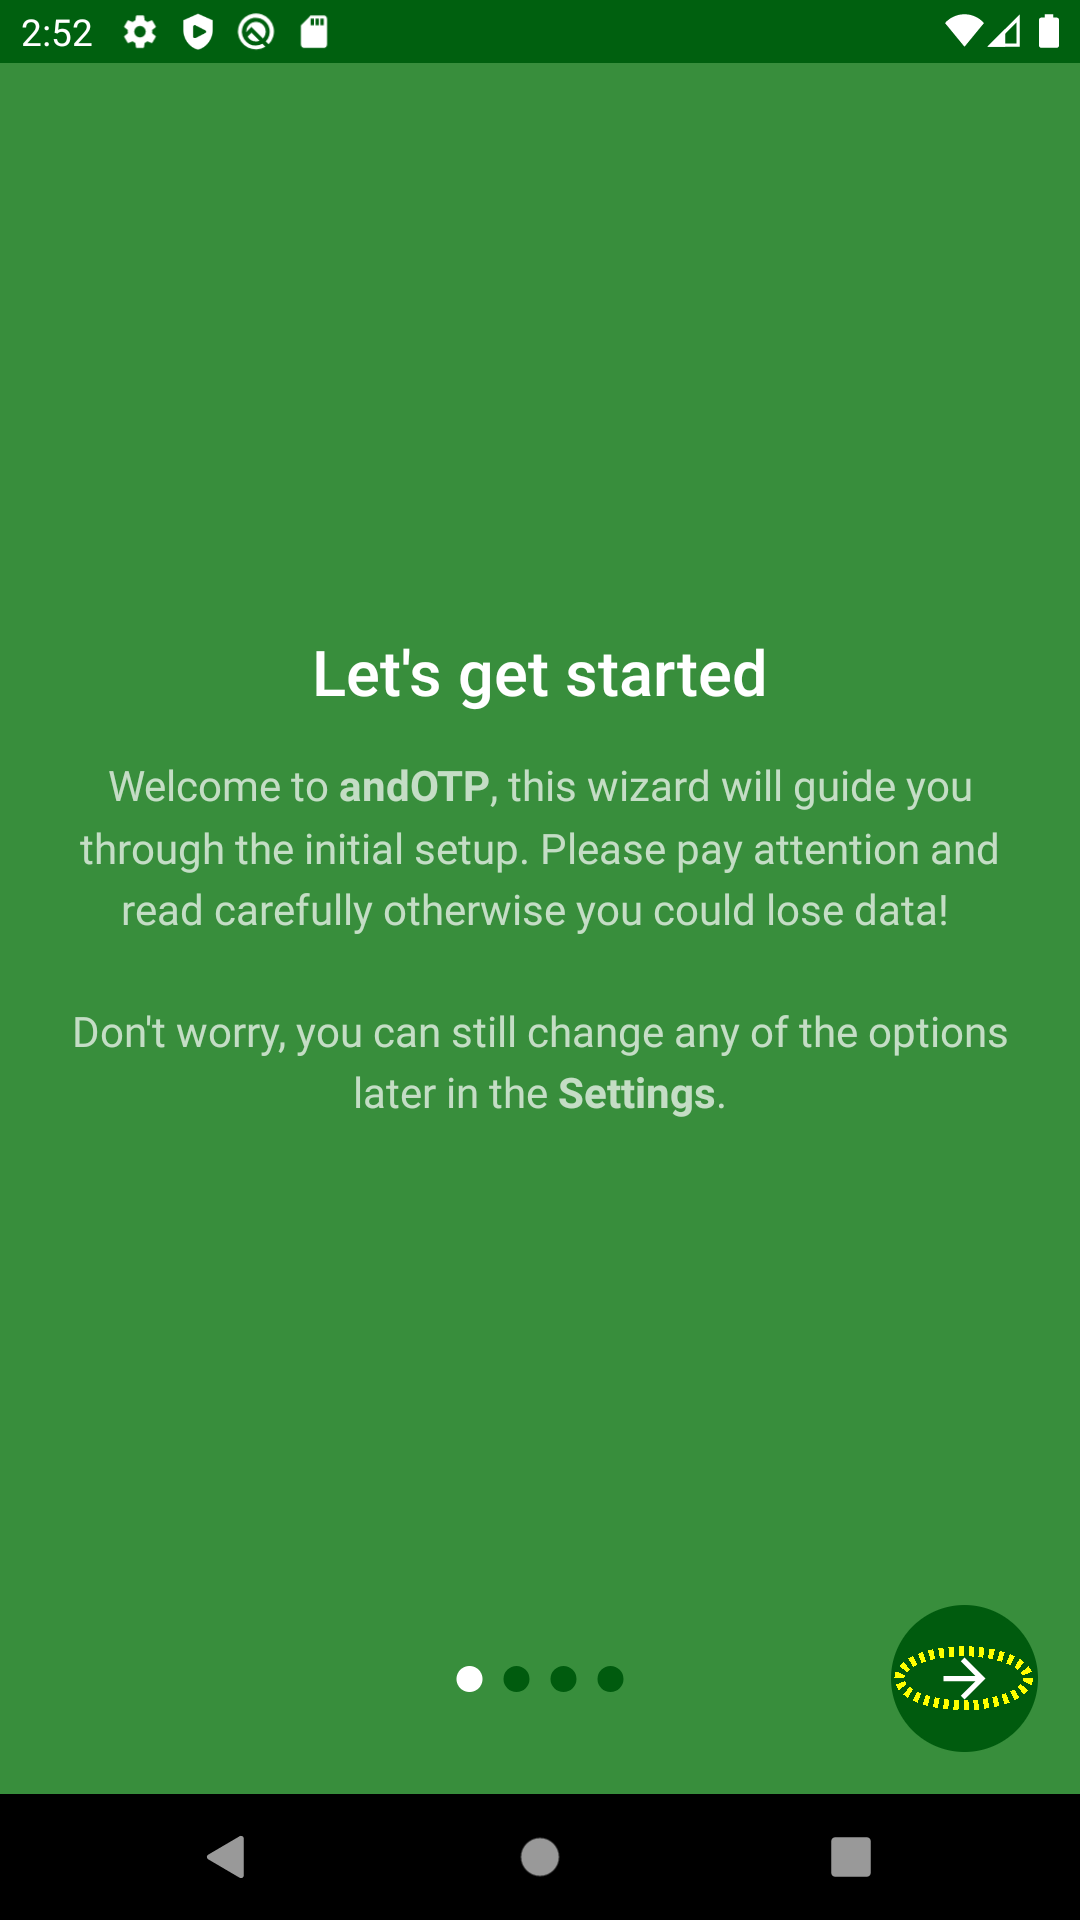 2:52
Let's get started
Welcome to andOTP, this wizard will guide you
through the initial setup. Please pay attention and
read carefully otherwise you could lose data!
Don't worry, you can still change any of the options
later in the Settings.